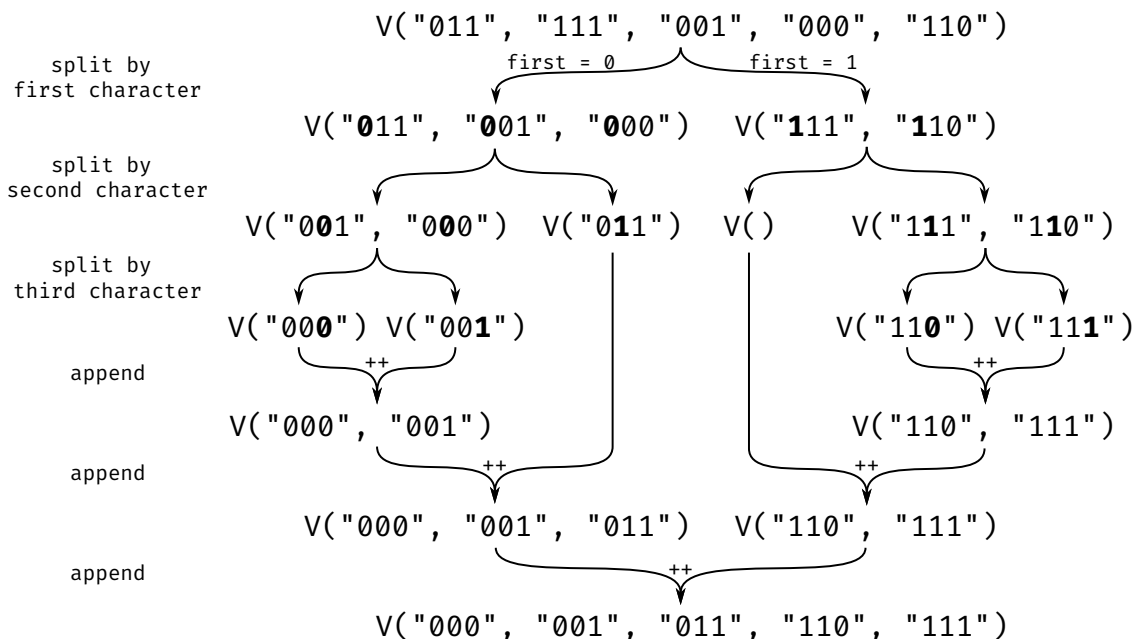 V("011", "111", "001", "000", "110")
split by
first character
first = 0 first = 1
V("011", "001", "000") V("111", "110")
split by
second character
V("001", "000") V("011") V() V("111", "110")
split by
third character
V("000") V("001") V("110") V("111")
append
++ ++
V("000", "001") V("110", "111")
append
++ ++
V("000", "001", "011") V("110", "111")
append
++
V("000", "001", "011", "110", "111")